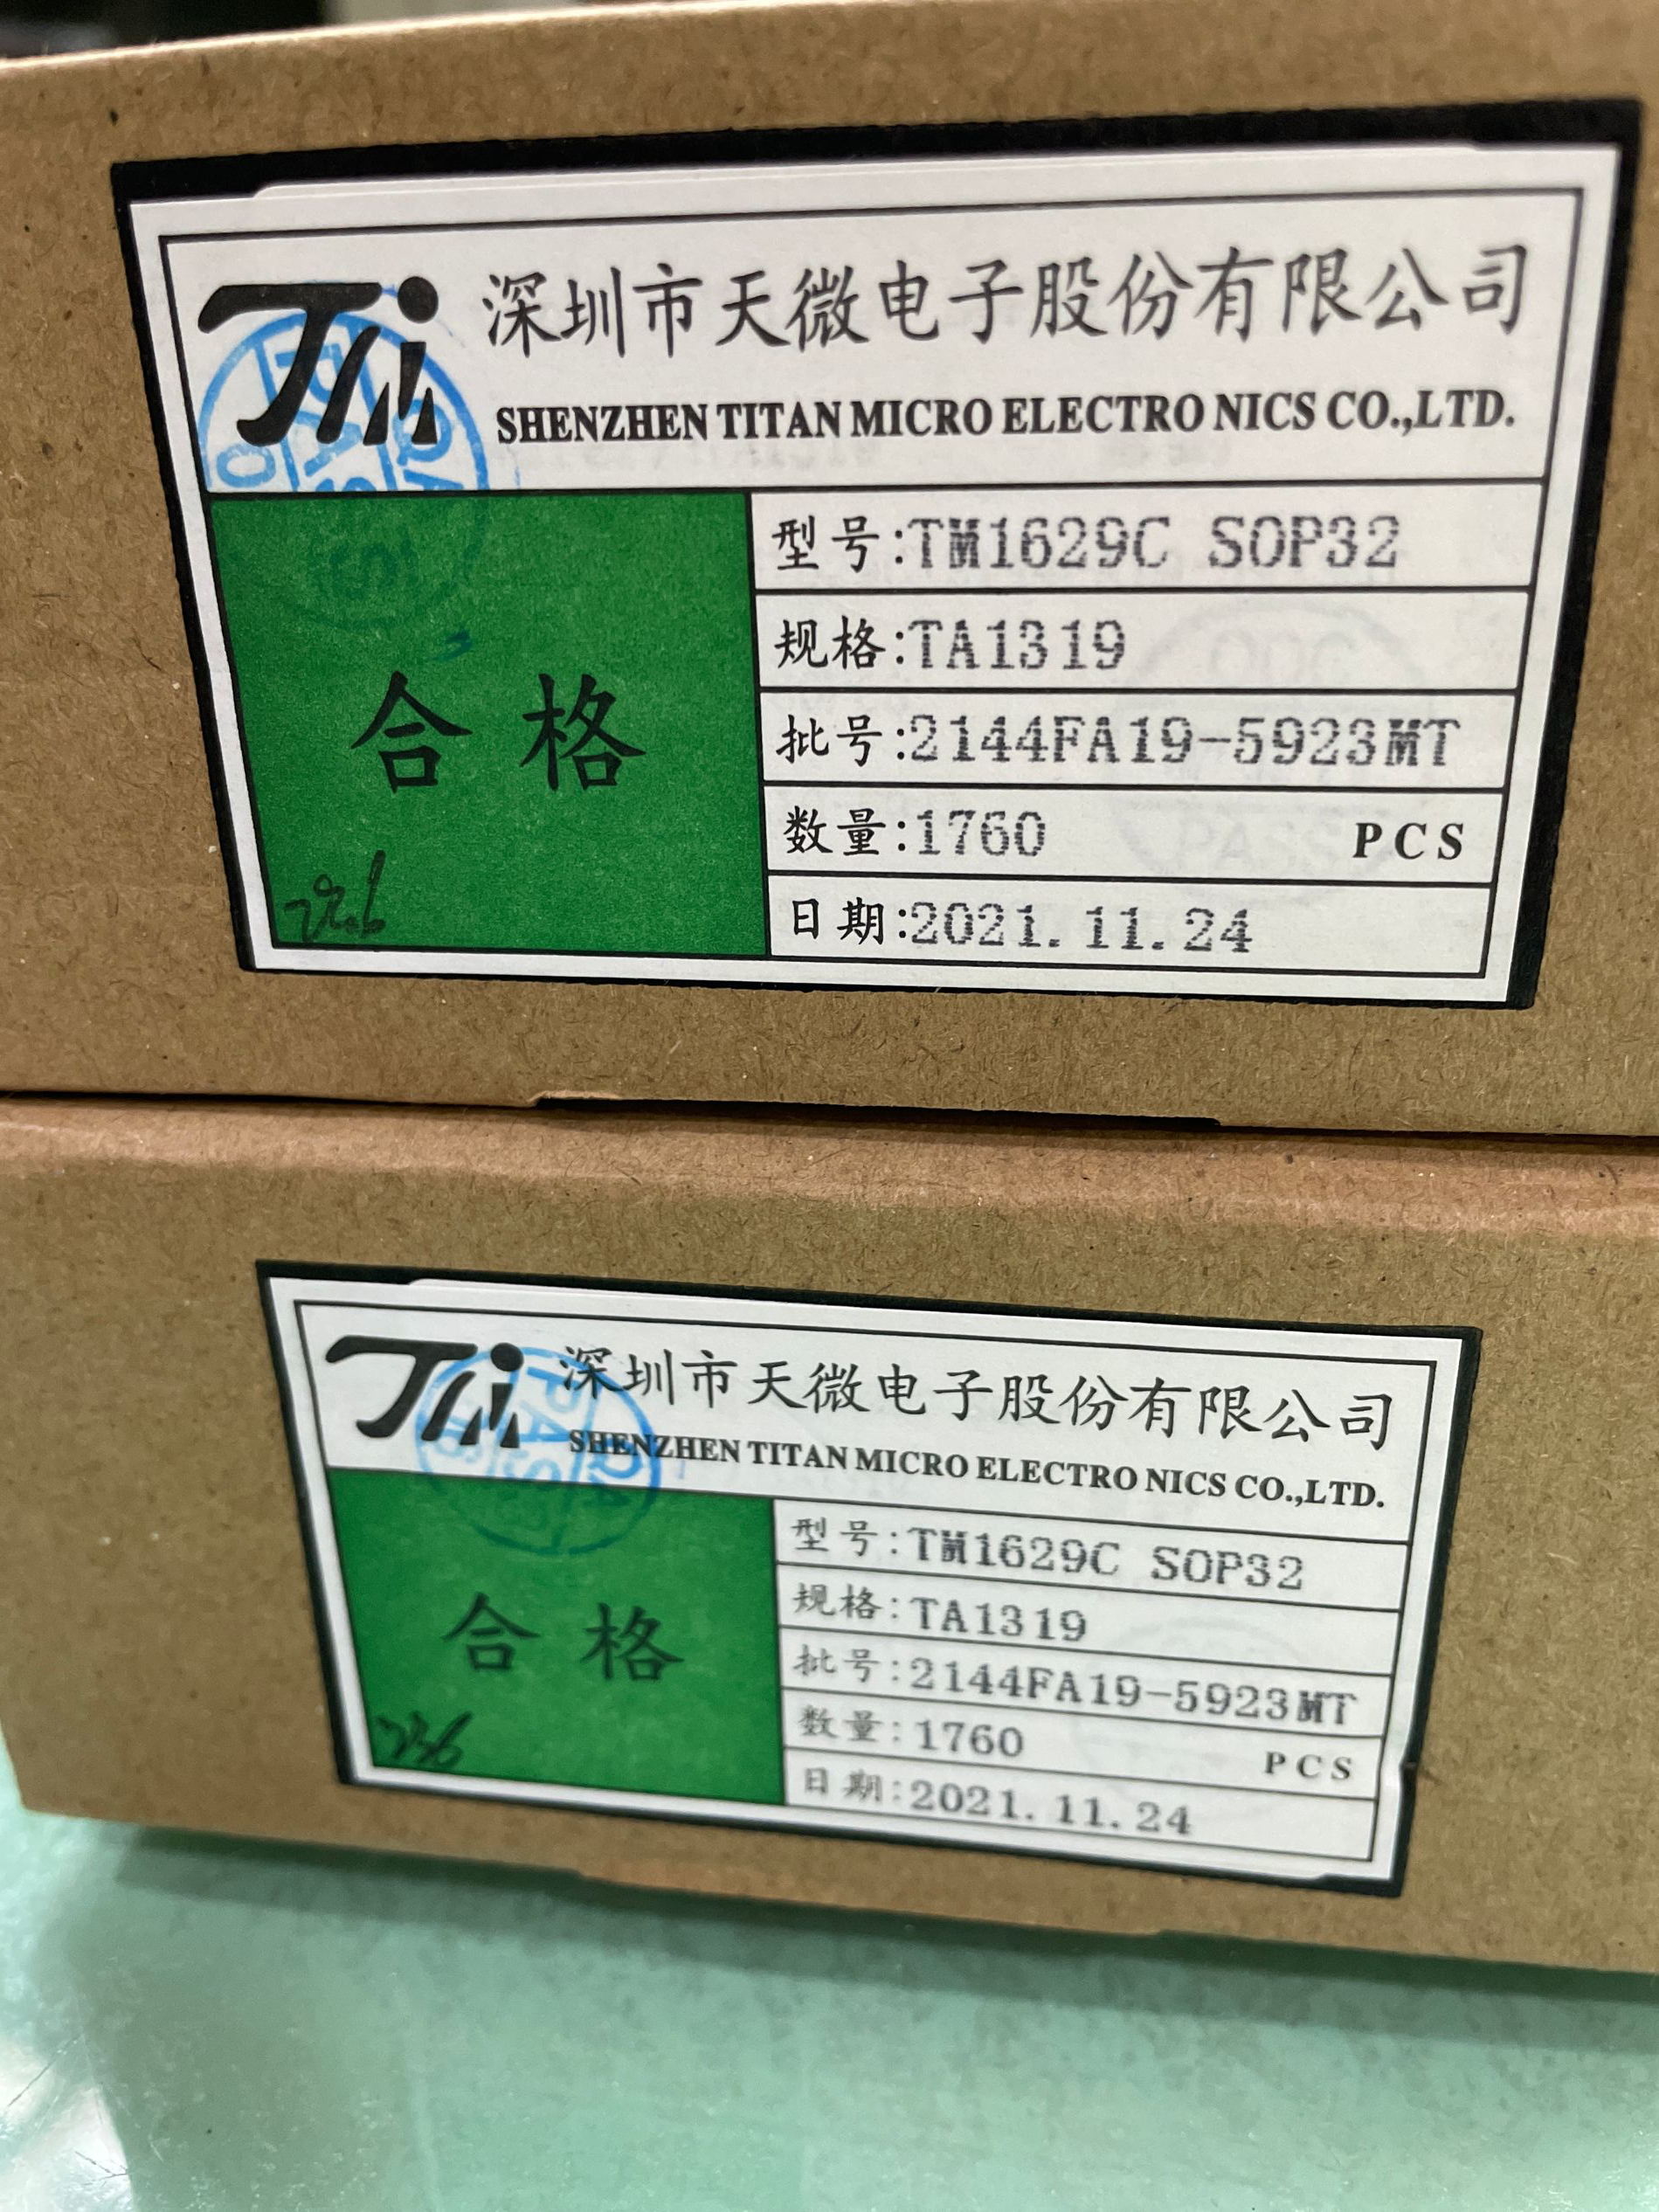 深圳市天微电子股份有限公司
SHENZHEN TITAN MICRO ELECTRO NICS CO.,LTD.
合格
型号:TM1629C SOP32
规格:TA1319
批号:2144FA19-5923MT
数量:1760 PCS
日期:2021.11.24
深圳市天微电子股份有限公司
SHENZHEN TITAN MICRO ELECTRO NICS CO.,LTD.
PASS
合格
型号:TM1629C SOP32
规格:TA1319
批号:2144FA19-5923MT
数量:1760 PCS
日期:2021.11.24